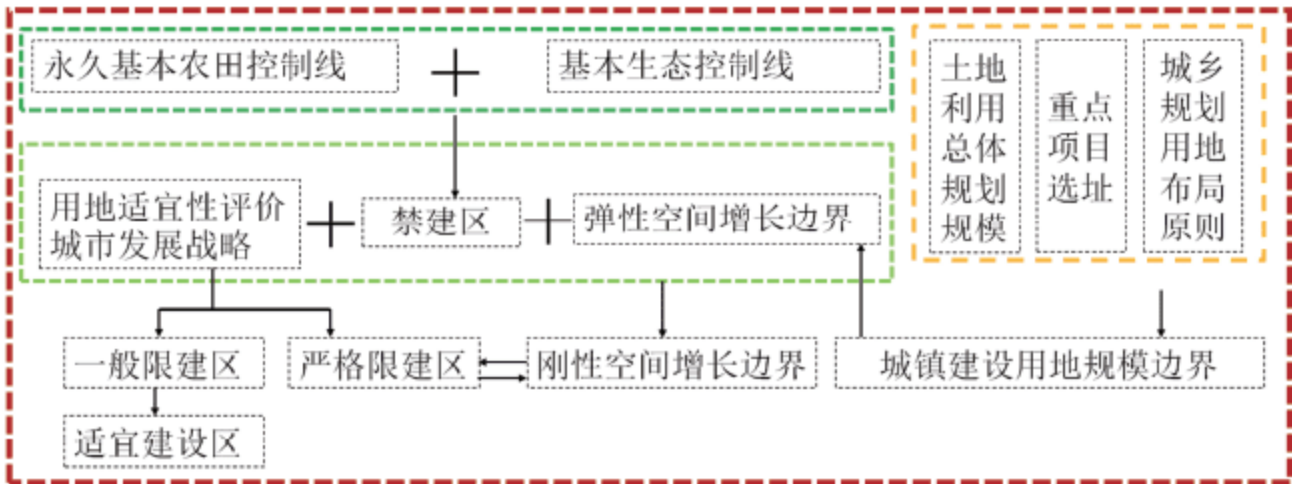 永久基本农田控制线
基本生态控制线
土地
利用
总体
规划
规模
重点
项目
选址
城乡
规划
用地
布局
原则
用地适宜性评价
城市发展战略
禁建区
弹性空间增长边界
一般限建区
严格限建区
刚性空间增长边界
城镇建设用地规模边界
适宜建设区